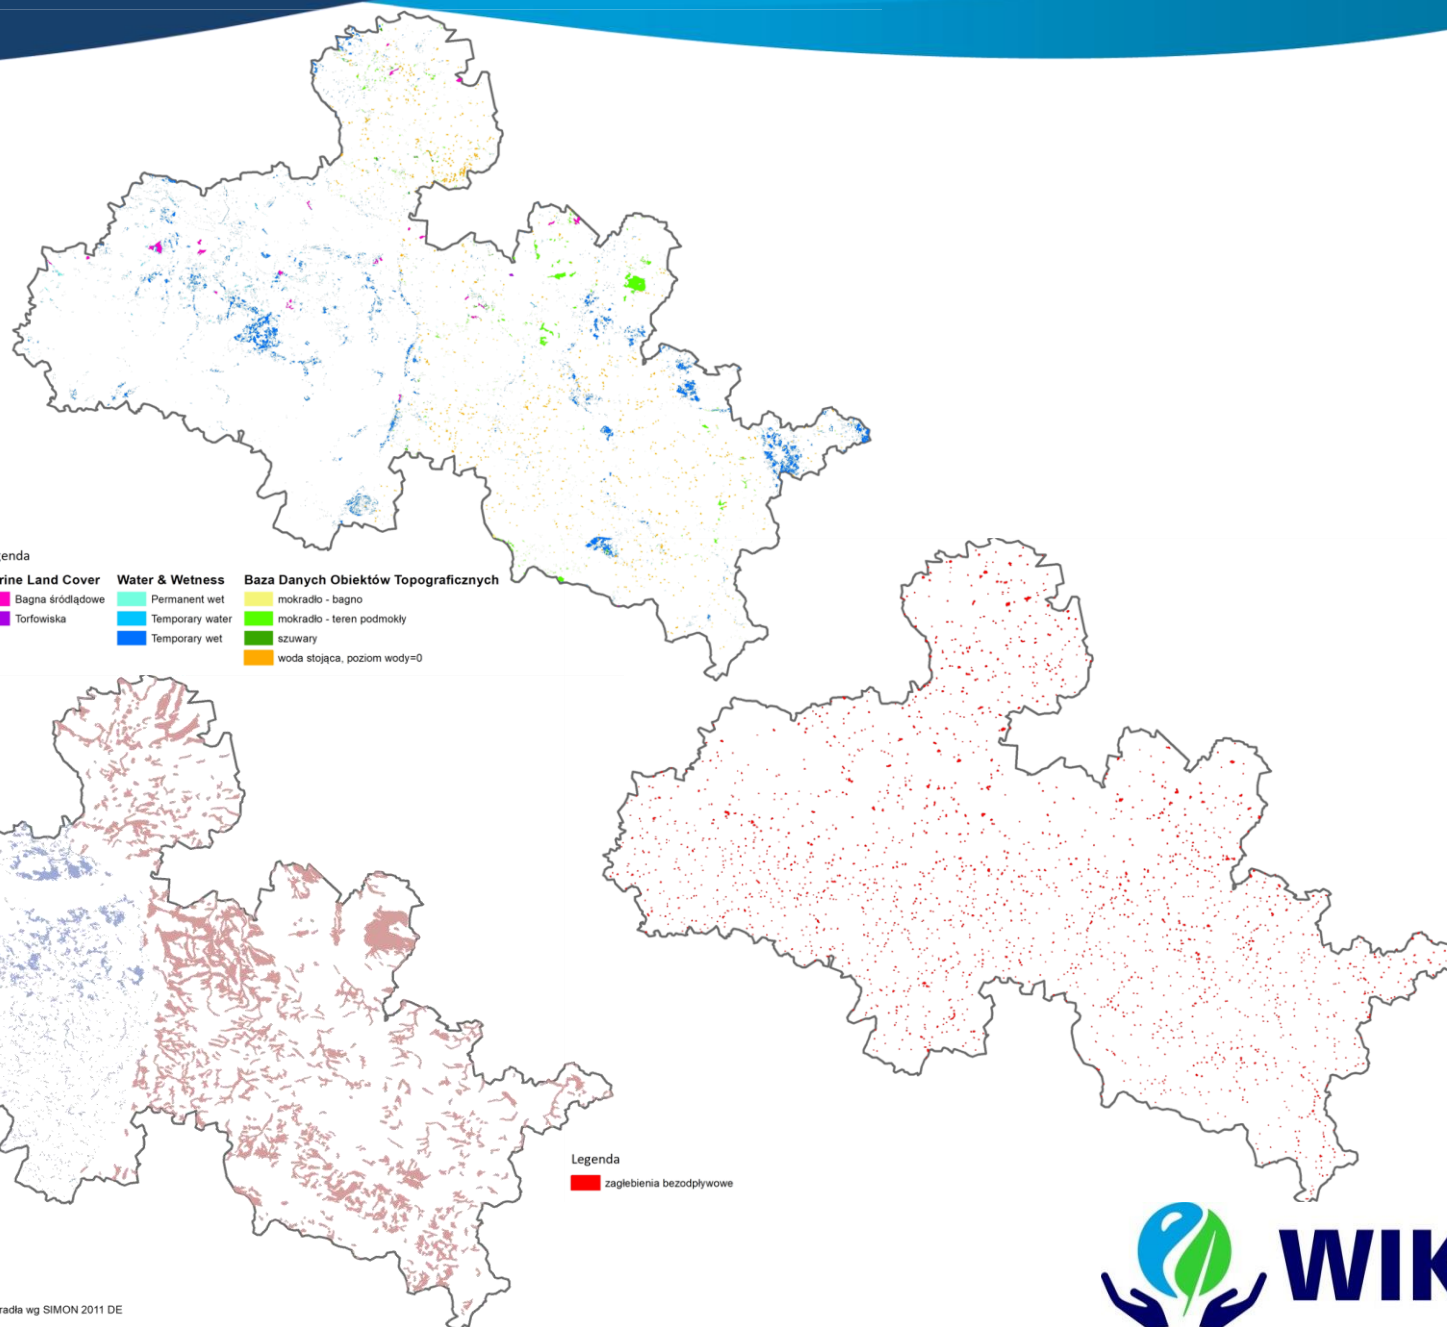 genda
rine Land Cover Water & Wetness Baza Danych Obiektów Topograficznych
Bagna śródlądowe Permanent wet mokradło - bagno
Torfowiska Temporary water mokradło - teren podmokły
Temporary wet szuwary
woda stojąca, poziom wody=0
Legenda
zagłebienia bezodpływowe
WIK
radła wg SIMON 2011 DE